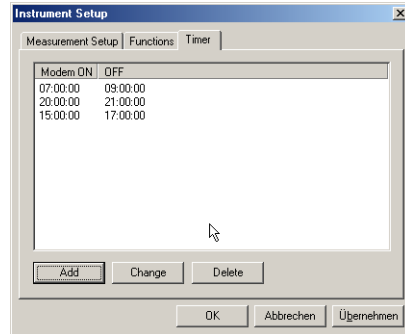 Instrument Setup
Measurement Setup Functions Timer
Modem ON OFF
07:00:00 09:00:00
20:00:00 21:00:00
15:00:00 17:00:00
Add Change Delete
OK Abbrechen Übernehmen